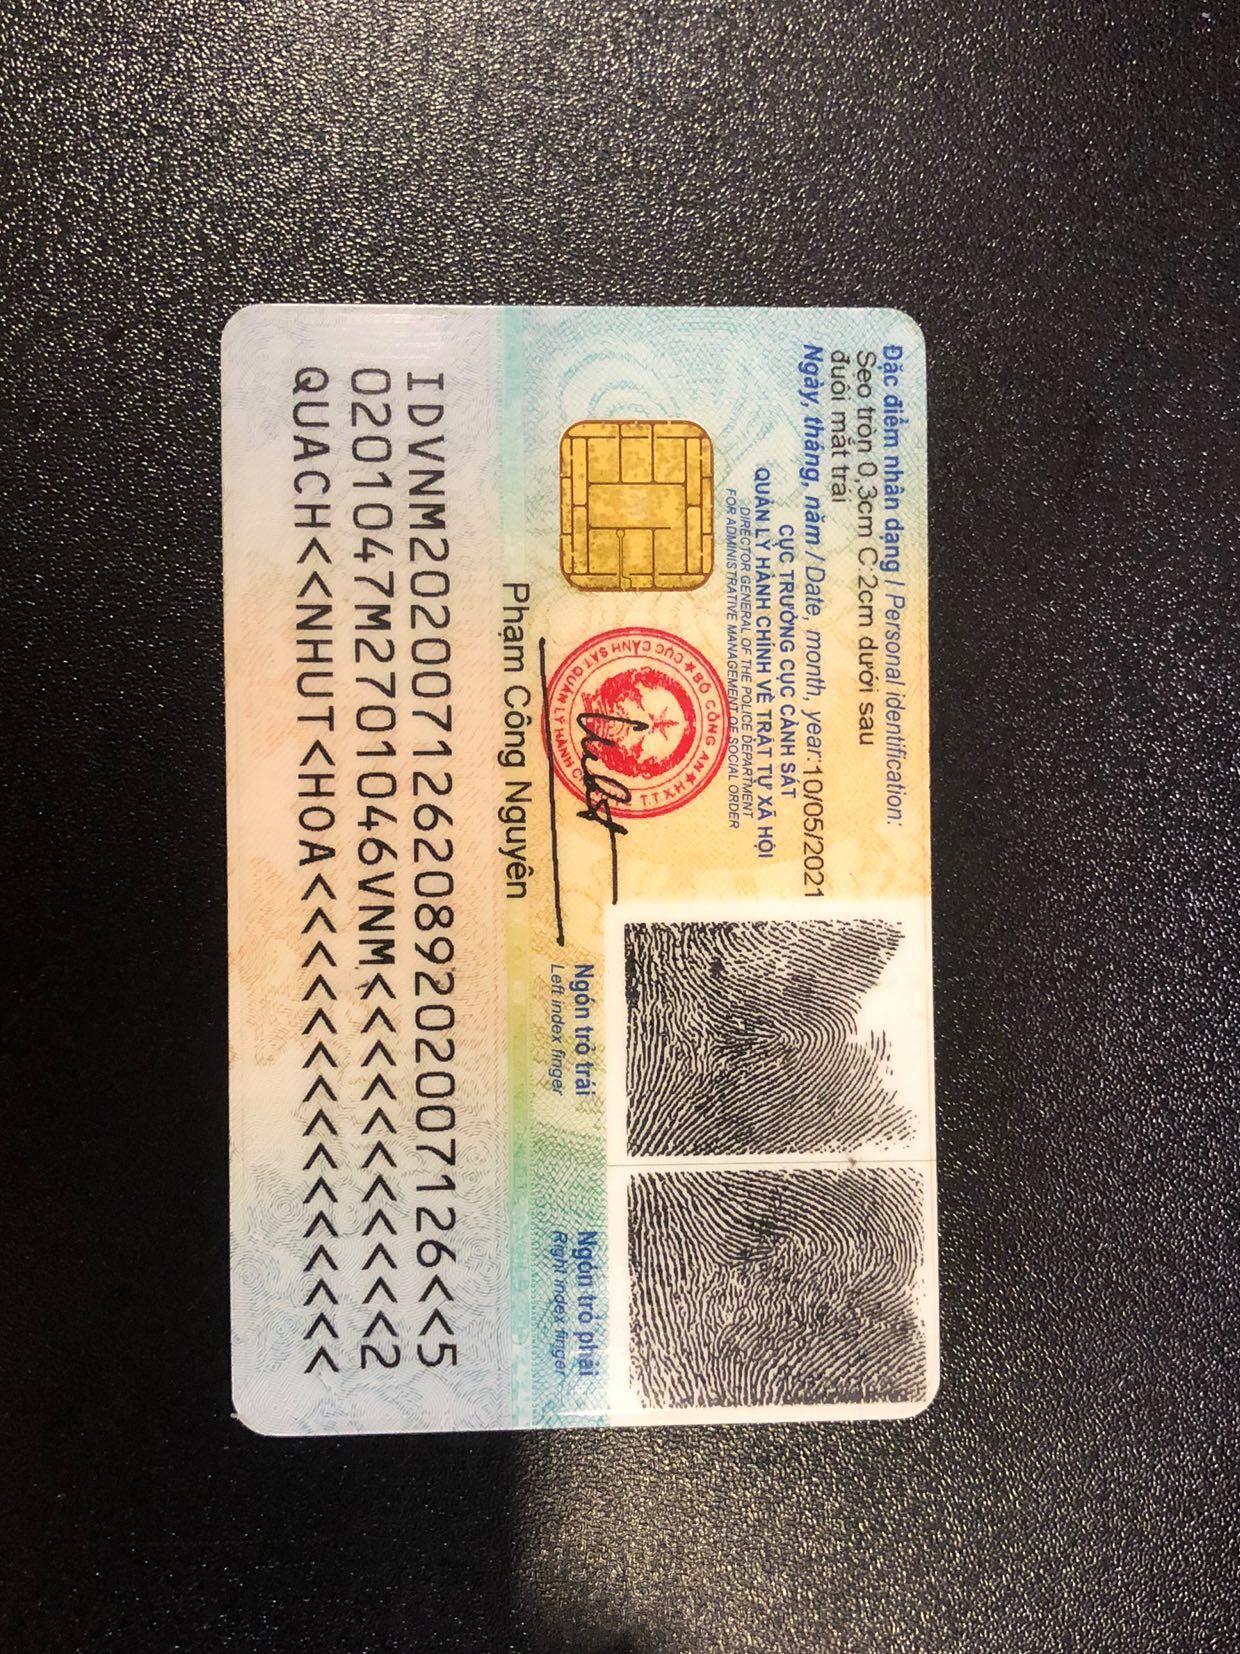 Đặc điểm nhân dạng / Personal identification:
Sẹo tròn 0,3cm C:2cm dưới sau
đuôi mắt trái
Ngày, tháng, năm / Date, month, year:10/05/2021
CỤC TRƯỞNG CỤC CẢNH SÁT
QUẢN LÝ HÀNH CHÍNH VỀ TRẬT TỰ XÃ HỘI
DIRECTOR GENERAL OF THE POLICE DEPARTMENT
FOR ADMINISTRATIVE MANAGEMENT OF SOCIAL ORDER
BỘ CÔNG AN
CỤC CẢNH SÁT QUẢN LÝ HÀNH
T.T.X.H
Phạm Công Nguyên
Ngón trỏ trái
Left index finger
Ngón trỏ phải
Right index finger
IDVNM2020071262089202007126<<5
0201047M2701046VNM<<<<<<<<<<<2
QUACH<<NHUT<HOA<<<<<<<<<<<<<<<